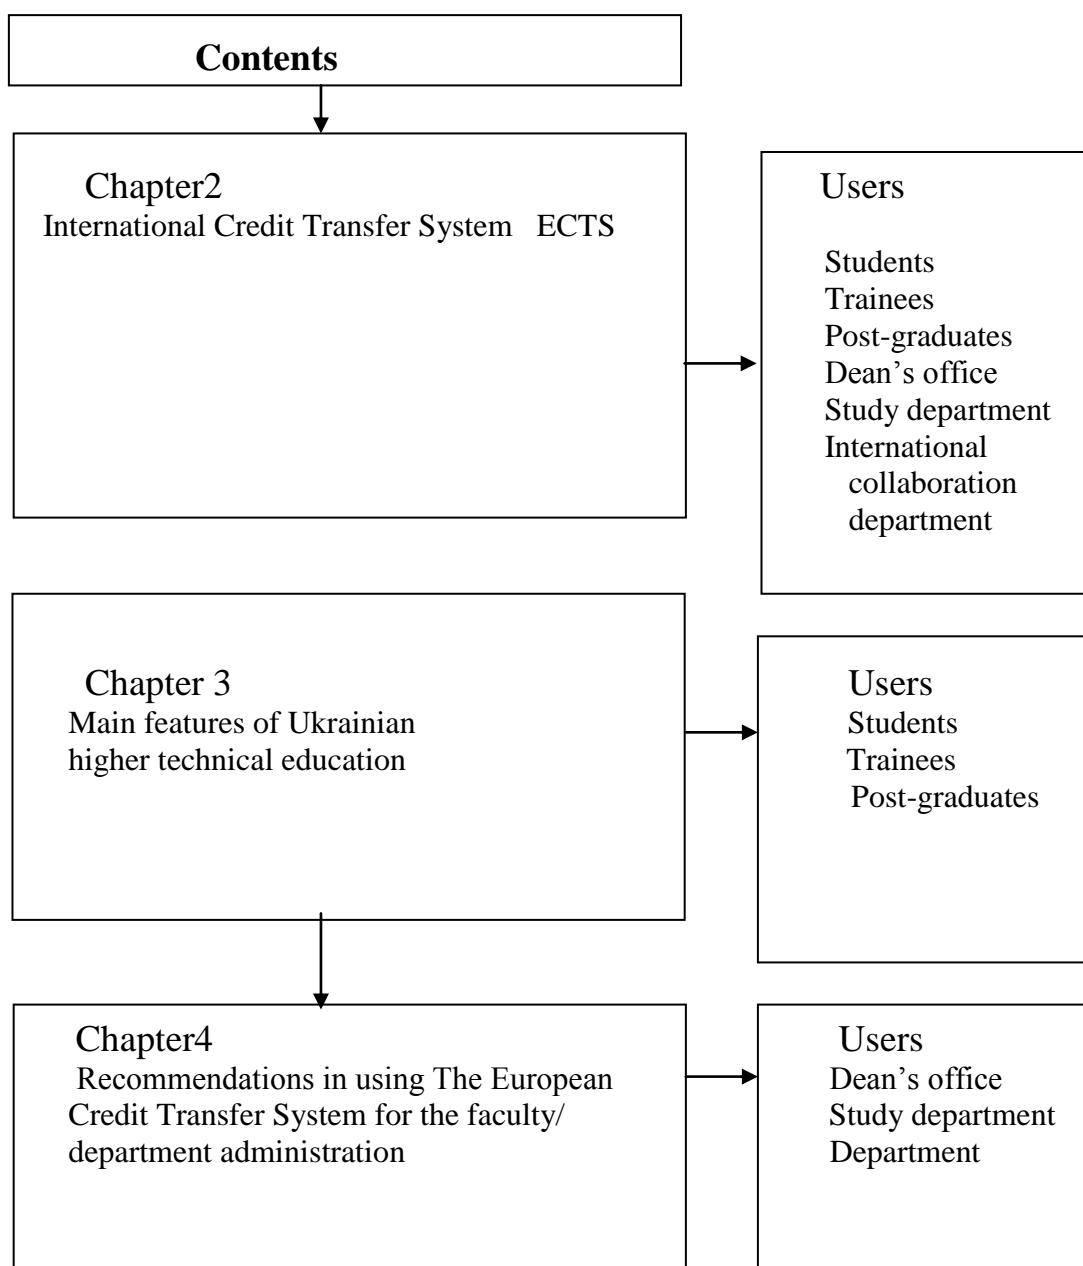 Contents
Chapter2
International Credit Transfer System ECTS
Users
Students
Trainees
Post-graduates
Dean’s office
Study department
International
collaboration
department
Chapter 3
Main features of Ukrainian
higher technical education
Users
Students
Trainees
Post-graduates
Chapter4
Recommendations in using The European
Credit Transfer System for the faculty/
department administration
Users
Dean’s office
Study department
Department